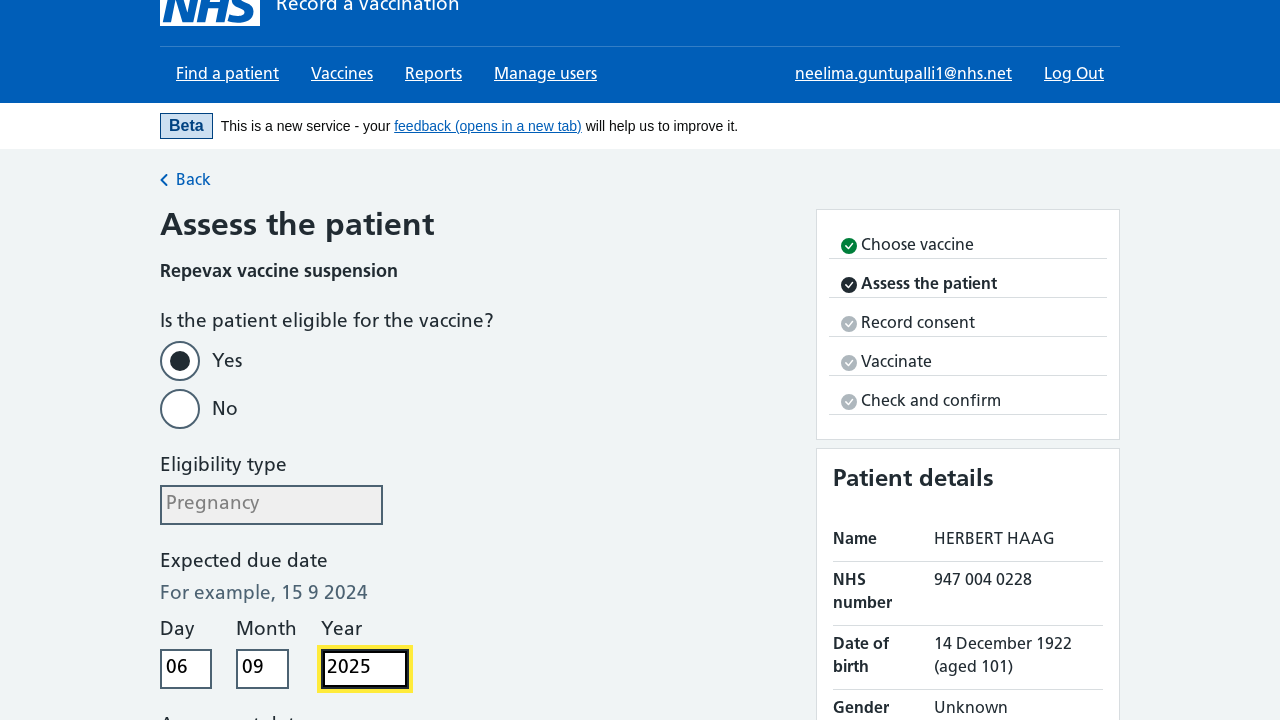 NHS Record a vaccination
Find a patient Vaccines Reports Manage users neelima.guntupalli1@nhs.net Log Out
Beta This is a new service - your feedback (opens in a new tab) will help us to improve it.
Back
Assess the patient
Repevax vaccine suspension
Is the patient eligible for the vaccine?
Yes
No
Eligibility type
Pregnancy
Expected due date
For example, 15 9 2024
Day Month Year
06 09 2025
Choose vaccine
Assess the patient
Record consent
Vaccinate
Check and confirm
Patient details
Name HERBERT HAAG
NHS number 947 004 0228
Date of birth 14 December 1922 (aged 101)
Gender Unknown